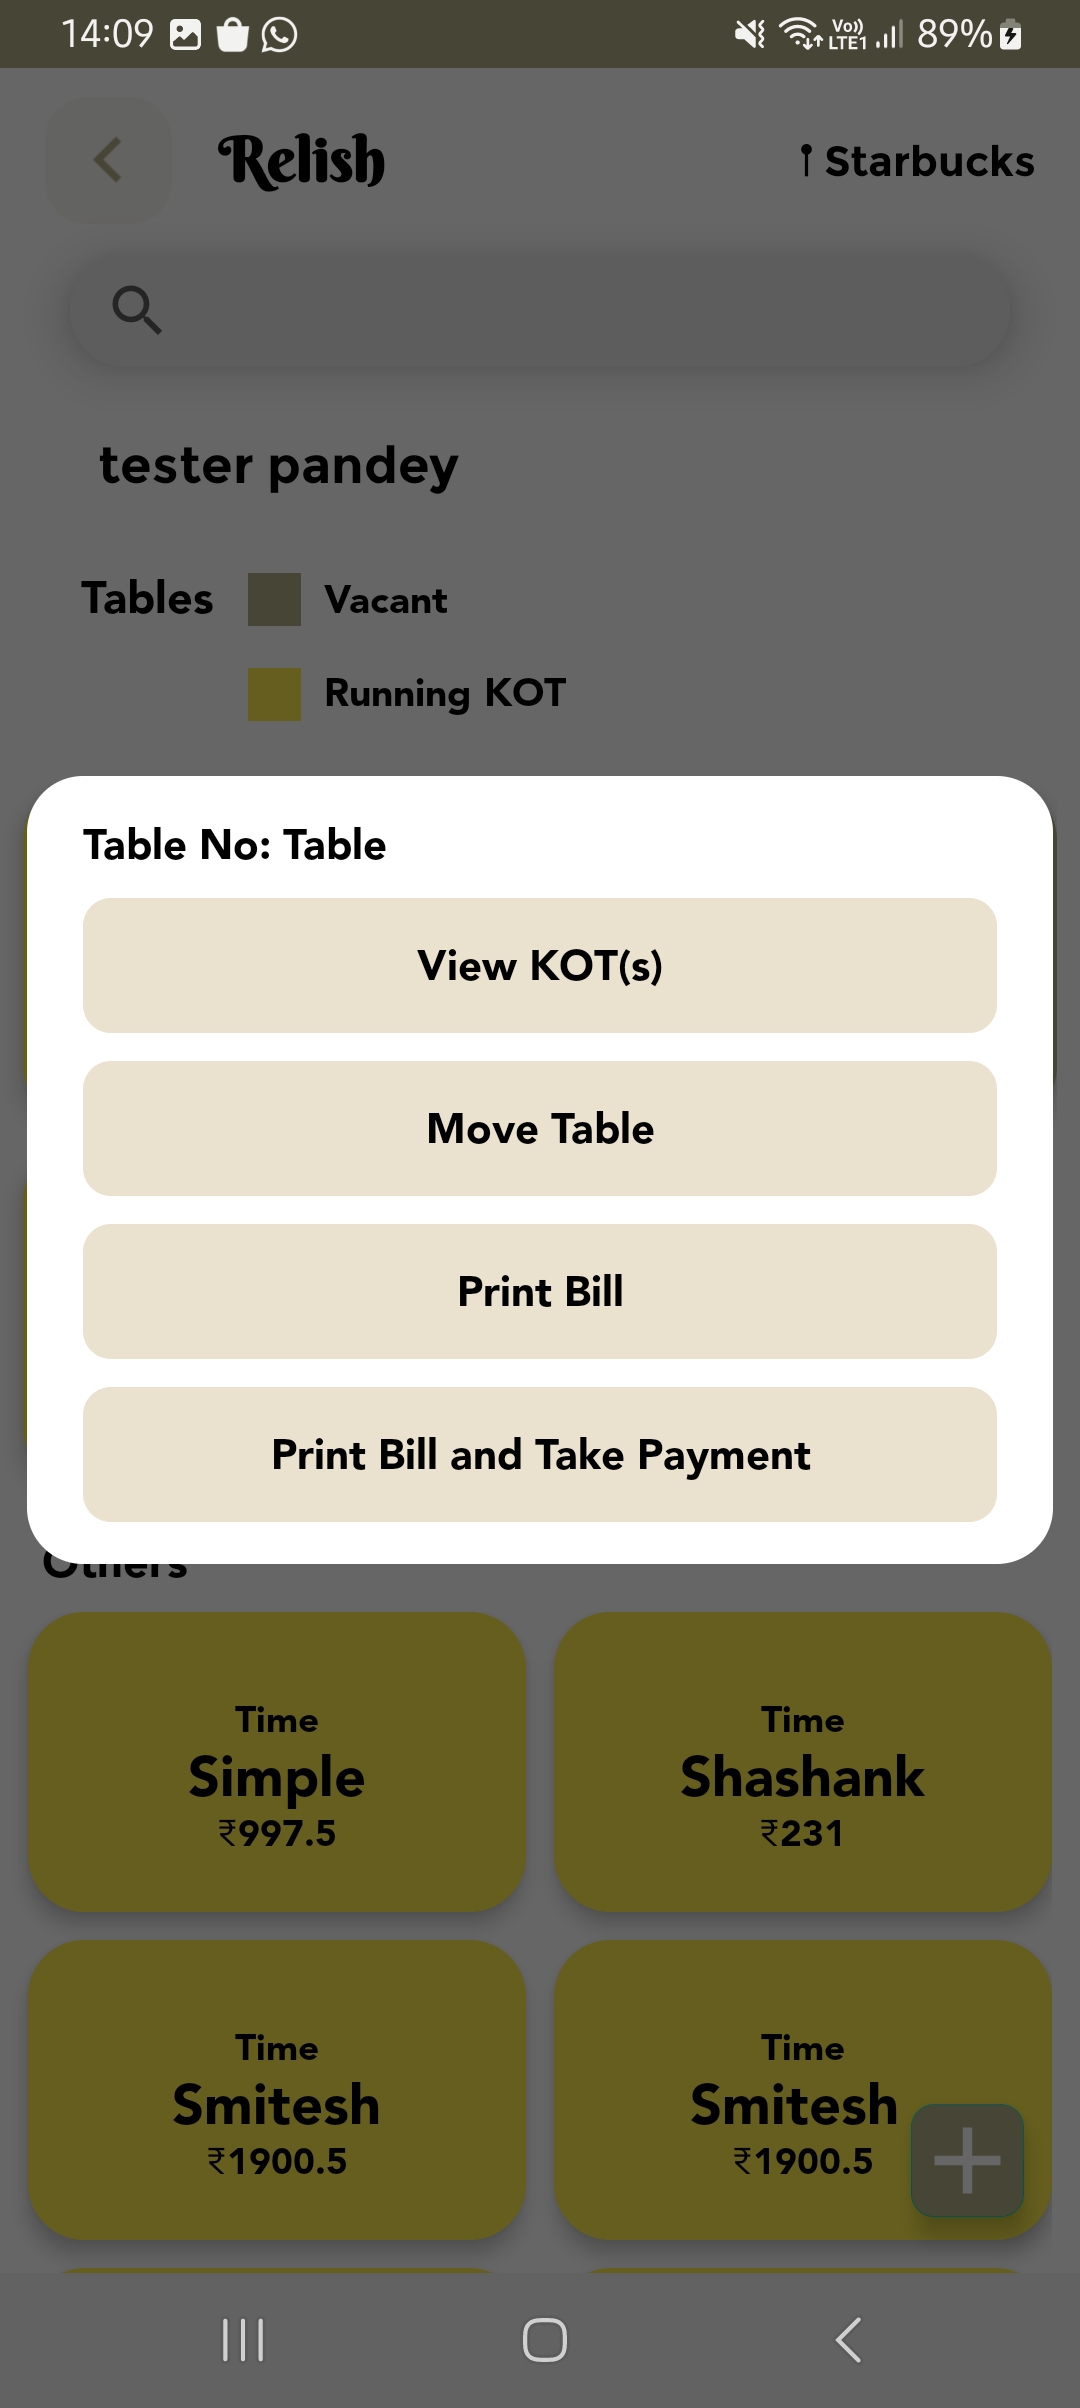 14:09 Vo)) LTE1 89%
Relish Starbucks
tester pandey
Tables Vacant
Running KOT
Table No: Table
View KOT(s)
Move Table
Print Bill
Print Bill and Take Payment
Others
Time Time
Simple Shashank
₹997.5 ₹231
Time Time
Smitesh Smitesh
₹1900.5 ₹1900.5